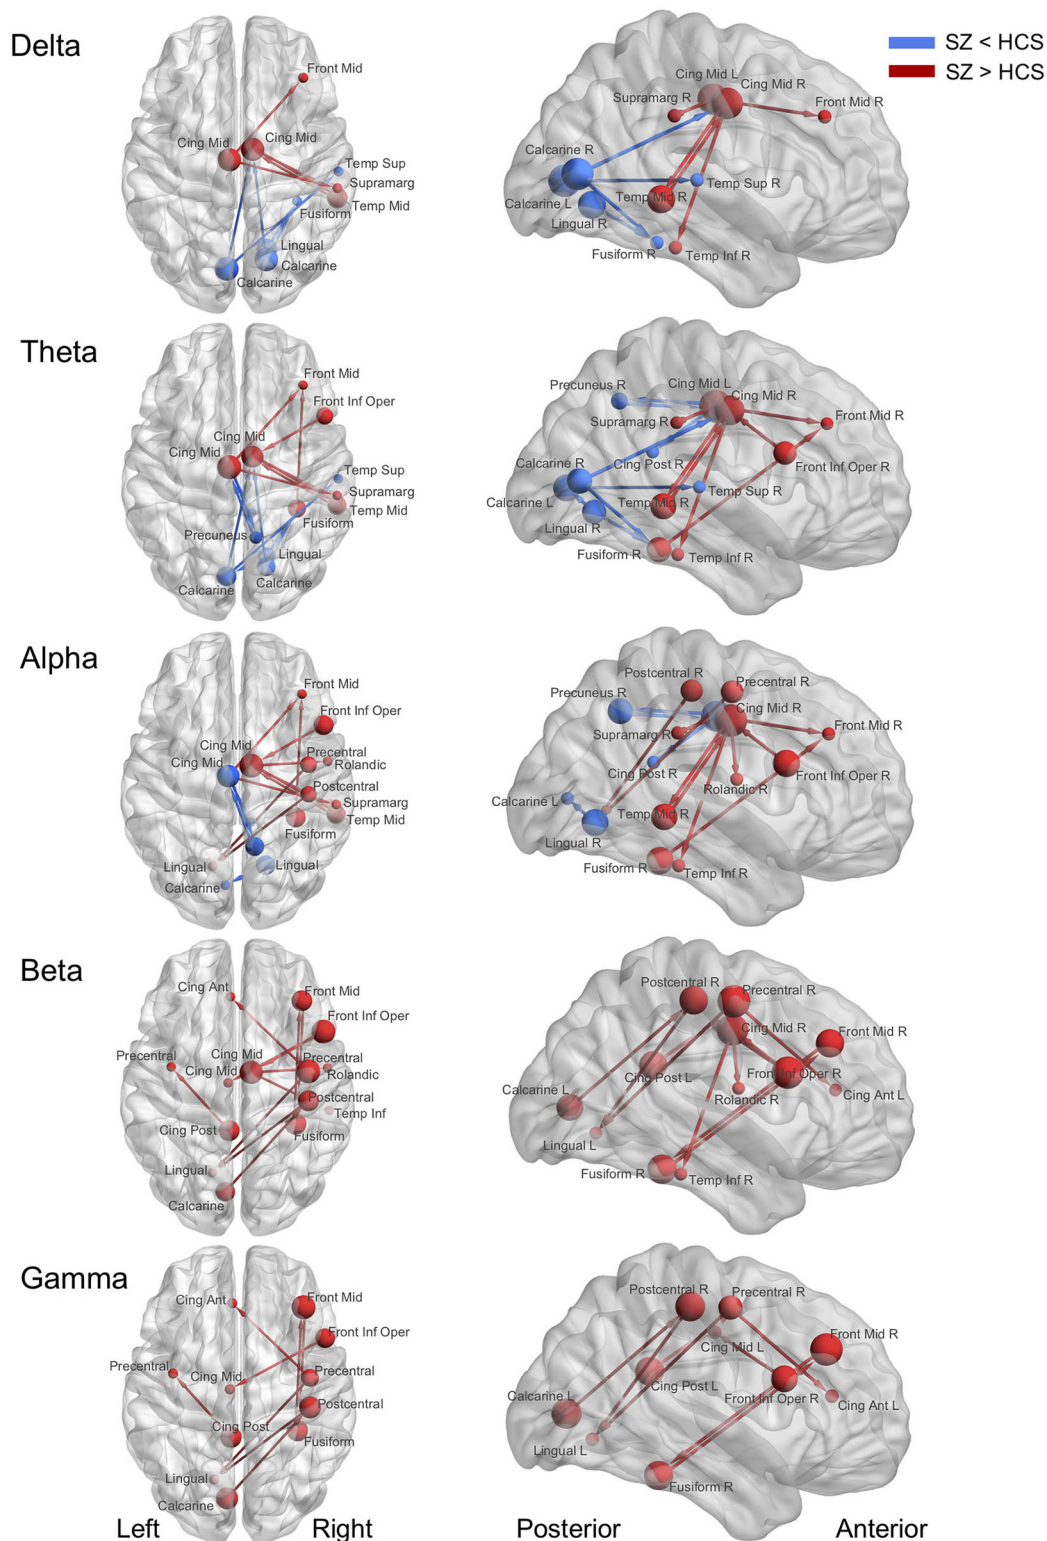 Delta
SZ < HCS
SZ > HCS
Front Mid
Cing Mid
Cing Mid
Temp Sup
Supramarg
Temp Mid
Fusiform
Lingual
Calcarine
Calcarine
Cing Mid L
Cing Mid R
Supramarg R
Front Mid R
Calcarine R
Temp Sup R
Calcarine L
Temp Mid R
Lingual R
Fusiform R
Temp Inf R
Theta
Front Mid
Front Inf Oper
Cing Mid
Cing Mid
Temp Sup
Supramarg
Temp Mid
Fusiform
Precuneus
Lingual
Calcarine
Calcarine
Precuneus R
Cing Mid L
Cing Mid R
Supramarg R
Front Mid R
Calcarine R
Cing Post R
Front Inf Oper R
Calcarine L
Temp Mid R
Temp Sup R
Lingual R
Fusiform R
Temp Inf R
Alpha
Front Mid
Front Inf Oper
Cing Mid
Cing Mid
Precentral
Rolandic
Postcentral
Supramarg
Temp Mid
Fusiform
Lingual
Lingual
Calcarine
Postcentral R
Precentral R
Precuneus R
Cing Mid R
Supramarg R
Front Mid R
Cing Post R
Front Inf Oper R
Rolandic R
Calcarine L
Temp Mid R
Lingual R
Fusiform R
Temp Inf R
Beta
Cing Ant
Front Mid
Front Inf Oper
Precentral
Cing Mid
Cing Mid
Precentral
Rolandic
Postcentral
Temp Inf
Cing Post
Fusiform
Lingual
Calcarine
Postcentral R
Precentral R
Cing Mid R
Front Mid R
Cing Post L
Front Inf Oper R
Calcarine L
Rolandic R
Cing Ant L
Lingual L
Fusiform R
Temp Inf R
Gamma
Cing Ant
Front Mid
Front Inf Oper
Precentral
Cing Mid
Precentral
Postcentral
Cing Post
Fusiform
Lingual
Calcarine
Postcentral R
Precentral R
Cing Mid L
Front Mid R
Cing Post L
Calcarine L
Front Inf Oper R
Cing Ant L
Lingual L
Fusiform R
Left
Right
Posterior
Anterior